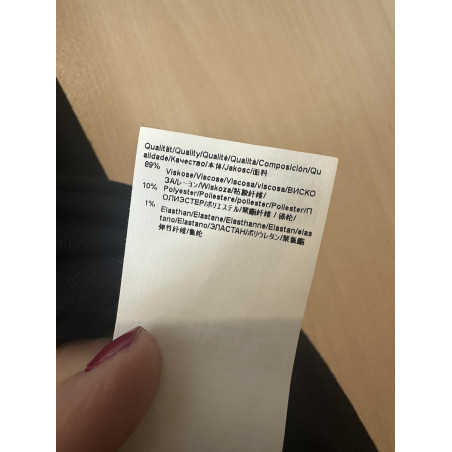 Qualität/Quality/Qualité/Qualità/Composición/Qu
alidade/Качество/本体/Jakosc/面料
89%
Viskose/Viscose/Viscosa/viscosa/ВИСКО
ЗА/レーヨン/Wiskoza/粘胶纤维/
10%
Polyester/Poliestere/poliester/Poliester/П
ОЛИЭСТЕР/ポリエステル/聚酯纤维 / 涤纶/
1%
Elasthan/Elastane/Elasthanne/Elastan/elas
tano/Elastano/ЭЛАСТАН/ポリウレタン/聚氨酯
弹性纤维/氨纶